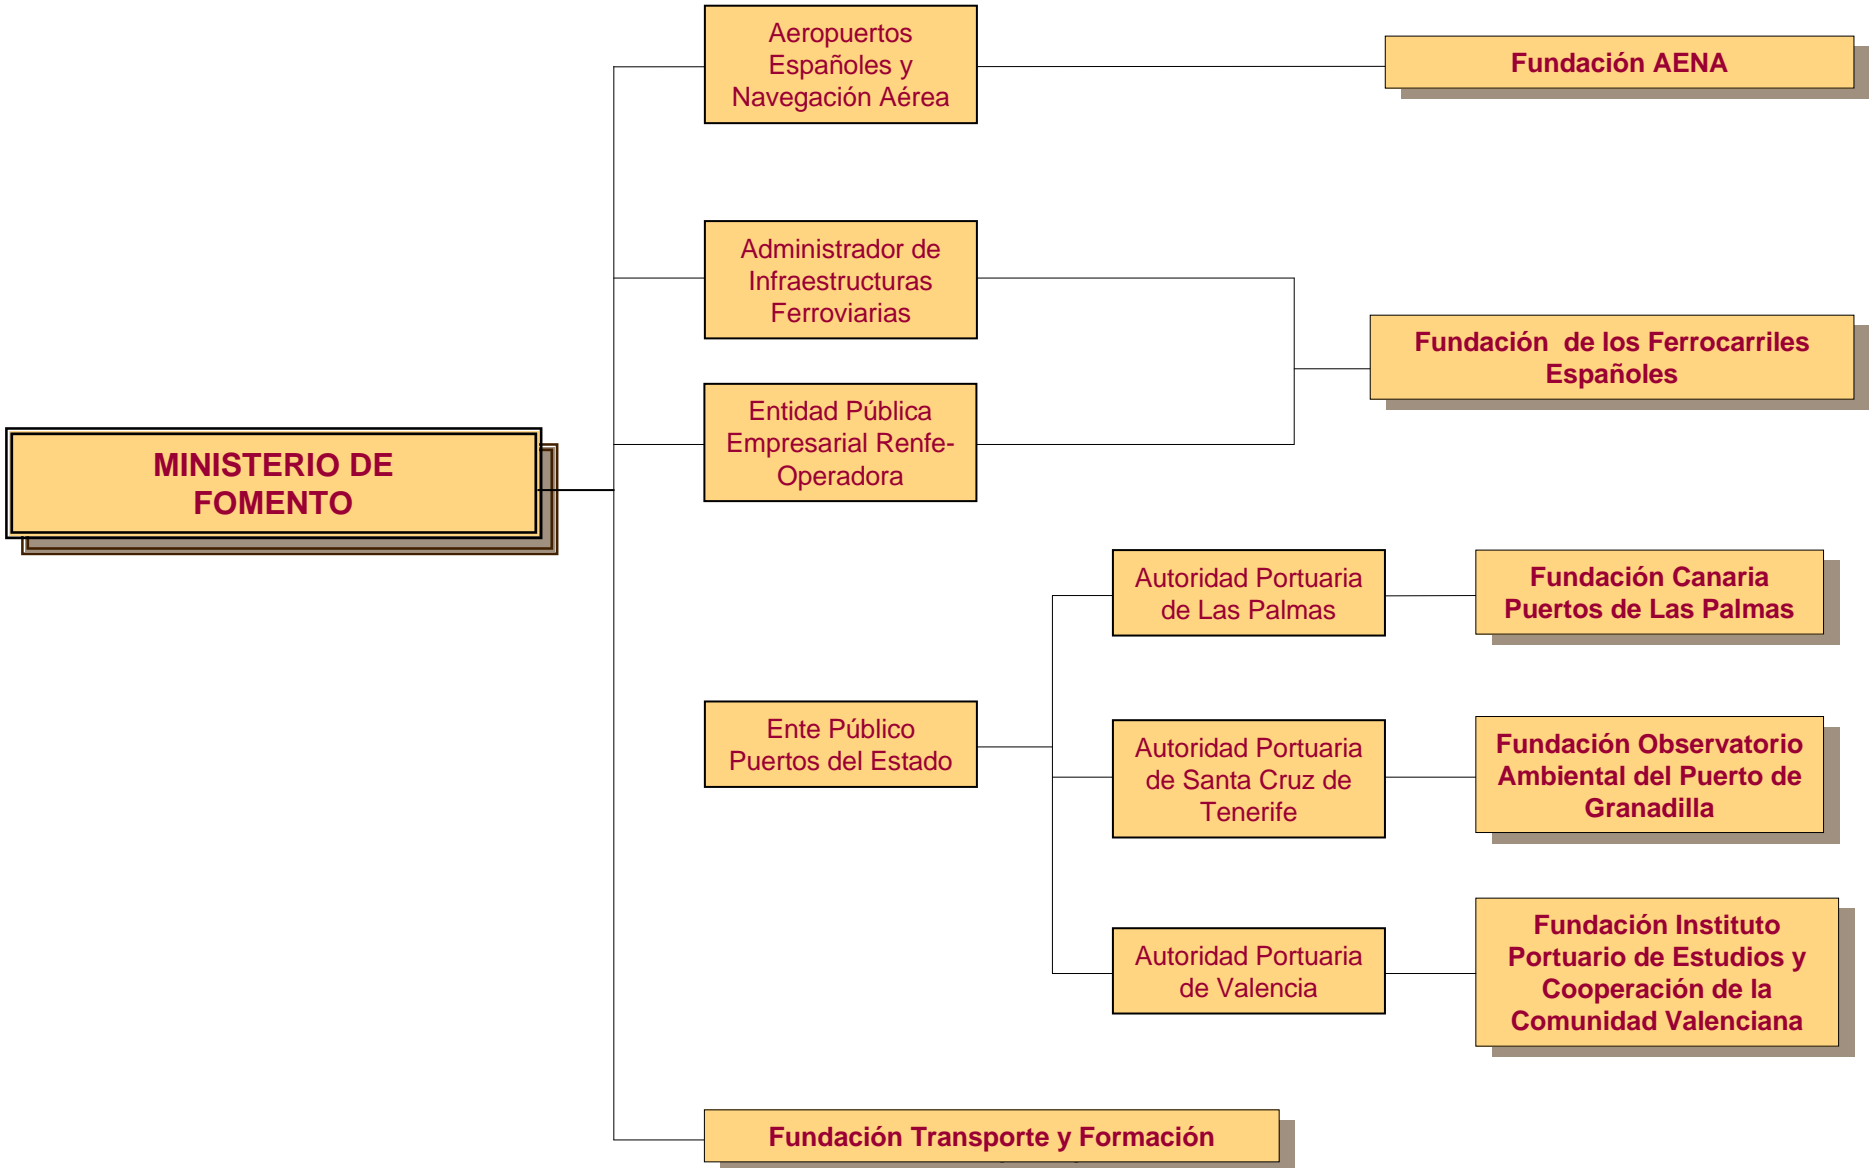 Aeropuertos
Españoles y
Navegación Aérea
Fundación AENA
Administrador de
Infraestructuras
Ferroviarias
Fundación de los Ferrocarriles
Españoles
Entidad Pública
Empresarial Renfe-
Operadora
MINISTERIO DE
FOMENTO
Autoridad Portuaria
de Las Palmas
Fundación Canaria
Puertos de Las Palmas
Ente Público
Puertos del Estado
Autoridad Portuaria
de Santa Cruz de
Tenerife
Fundación Observatorio
Ambiental del Puerto de
Granadilla
Autoridad Portuaria
de Valencia
Fundación Instituto
Portuario de Estudios y
Cooperación de la
Comunidad Valenciana
Fundación Transporte y Formación